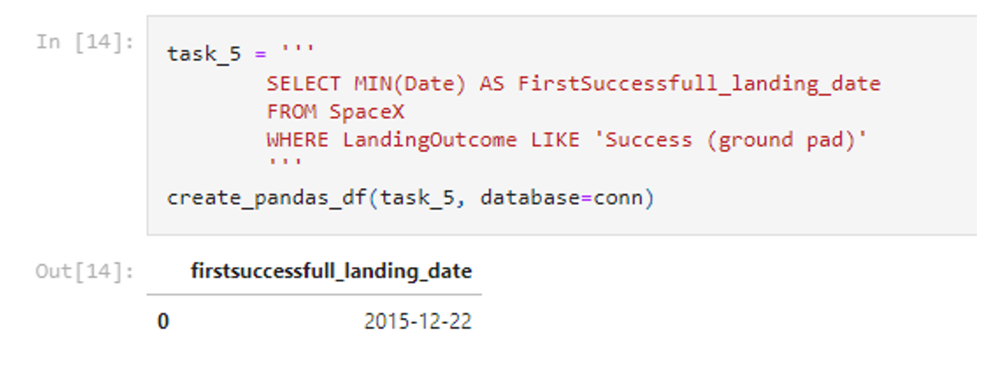 In [14]:
task_5 = '''
SELECT MIN(Date) AS FirstSuccessfull_landing_date
FROM SpaceX
WHERE LandingOutcome LIKE 'Success (ground pad)'
'''
create_pandas_df(task_5, database=conn)
Out[14]:
firstsuccessfull_landing_date
0 2015-12-22